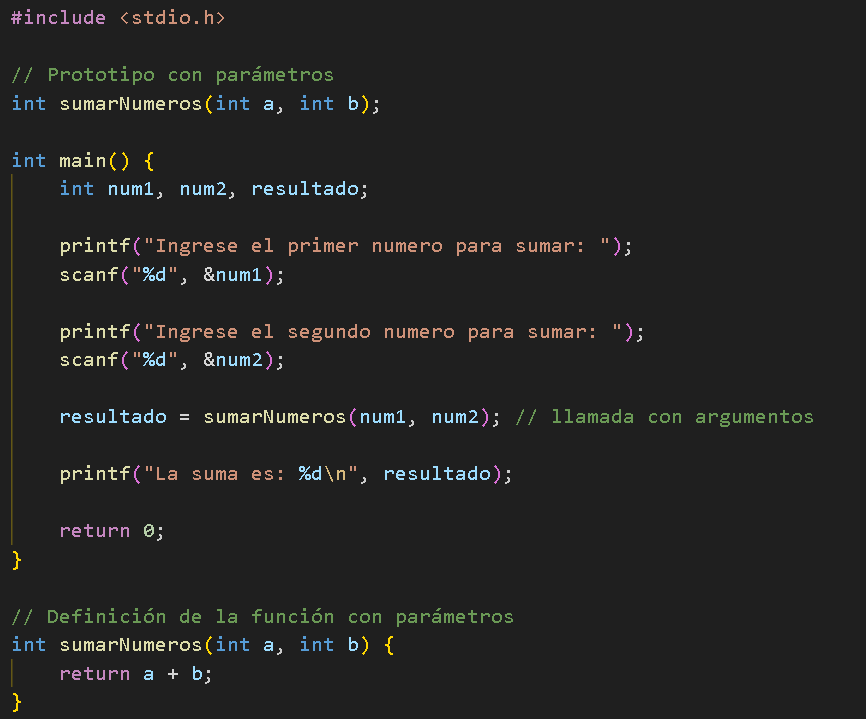 #include <stdio.h>
// Prototipo con parámetros
int sumarNumeros(int a, int b);
int main() {
    int num1, num2, resultado;
    printf("Ingrese el primer numero para sumar: ");
    scanf("%d", &num1);
    printf("Ingrese el segundo numero para sumar: ");
    scanf("%d", &num2);
    resultado = sumarNumeros(num1, num2); // llamada con argumentos
    printf("La suma es: %d\n", resultado);
    return 0;
}
// Definición de la función con parámetros
int sumarNumeros(int a, int b) {
    return a + b;
}